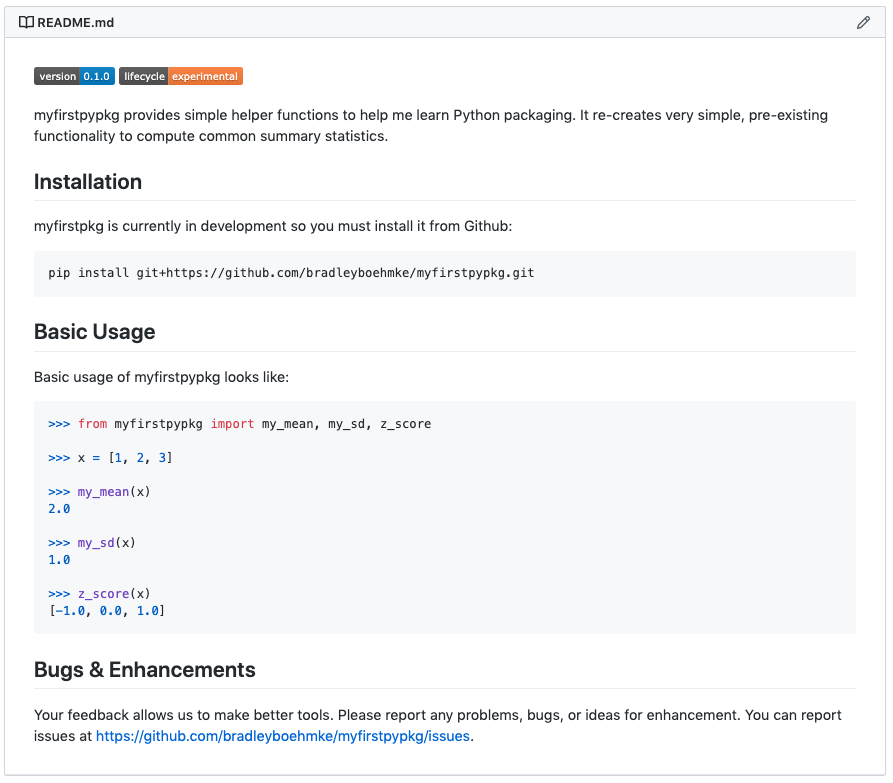 README.md
version 0.1.0 lifecycle experimental
myfirstpypkg provides simple helper functions to help me learn Python packaging. It re-creates very simple, pre-existing
functionality to compute common summary statistics.
Installation
myfirstpkg is currently in development so you must install it from Github:
pip install git+https://github.com/bradleyboehmke/myfirstpypkg.git
Basic Usage
Basic usage of myfirstpypkg looks like:
>>> from myfirstpypkg import my_mean, my_sd, z_score
>>> x = [1, 2, 3]
>>> my_mean(x)
2.0
>>> my_sd(x)
1.0
>>> z_score(x)
[-1.0, 0.0, 1.0]
Bugs & Enhancements
Your feedback allows us to make better tools. Please report any problems, bugs, or ideas for enhancement. You can report
issues at https://github.com/bradleyboehmke/myfirstpypkg/issues.